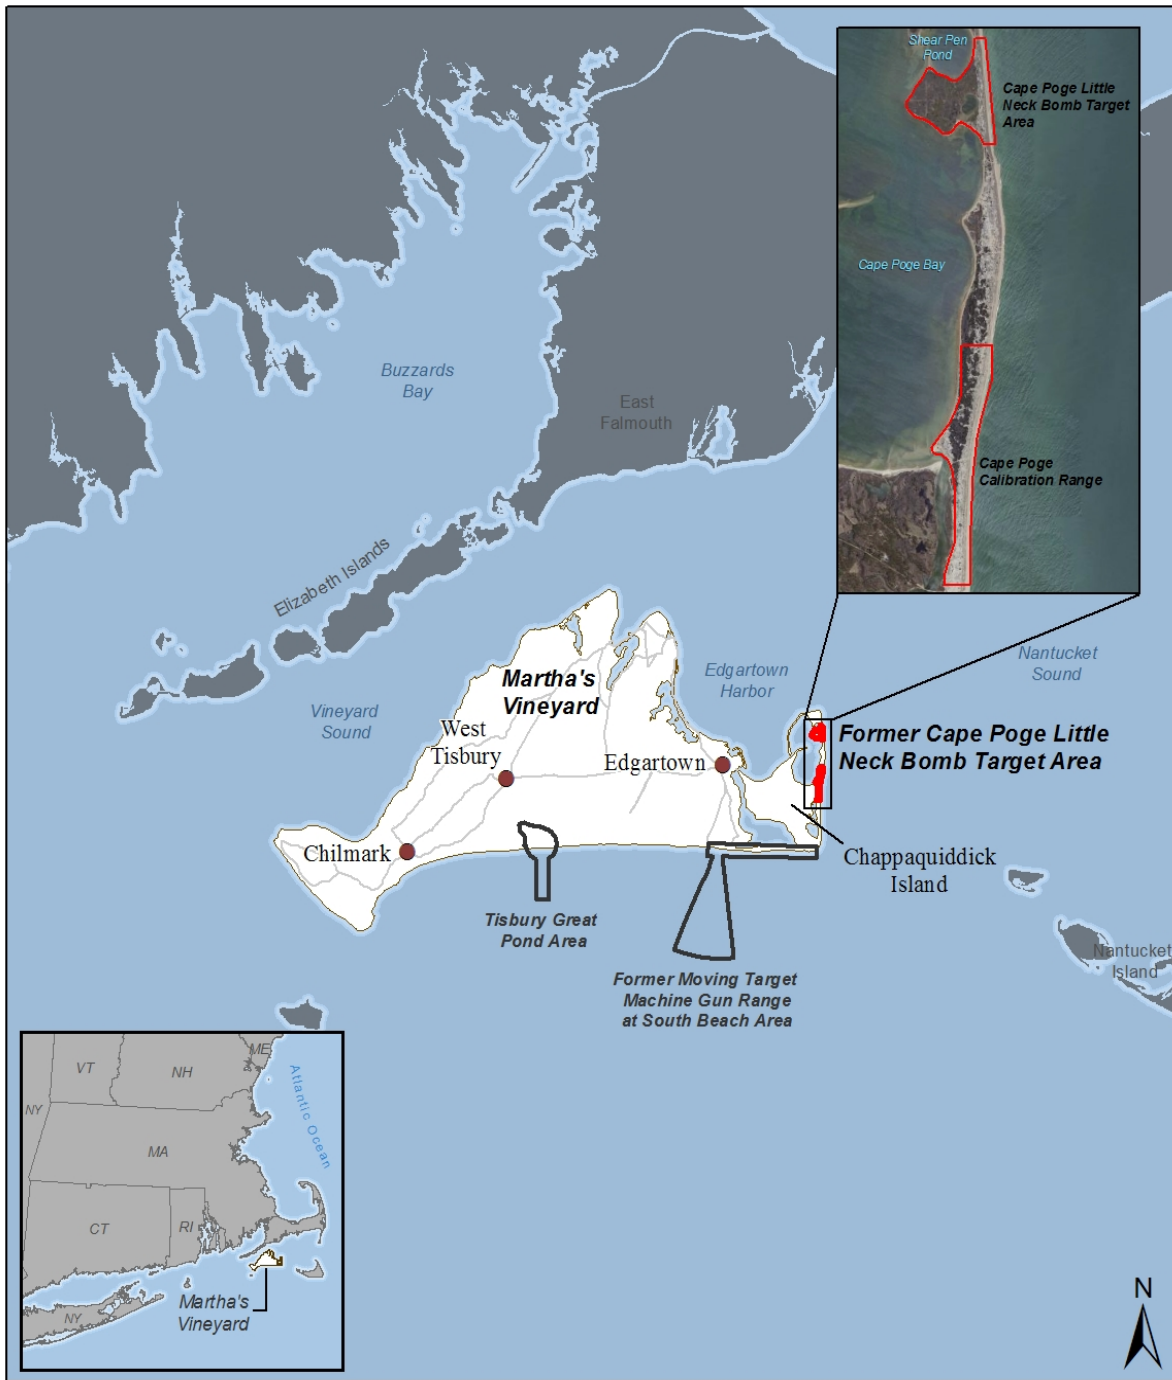 Shear Pen
Pond
Cape Poge Little
Neck Bomb Target
Area
Cape Poge Bay
Cape Poge
Calibration Range
Buzzards
Bay
East
Falmouth
Elizabeth Islands
Vineyard
Sound
Martha's
Vineyard
West
Tisbury
Edgartown
Chilmark
Edgartown
Harbor
Nantucket
Sound
Former Cape Poge Little
Neck Bomb Target Area
Chappaquiddick
Island
Tisbury Great
Pond Area
Former Moving Target
Machine Gun Range
at South Beach Area
Nantucket
Island
VT
NH
ME
NY
MA
CT
RI
NY
Atlantic Ocean
Martha's
Vineyard
N